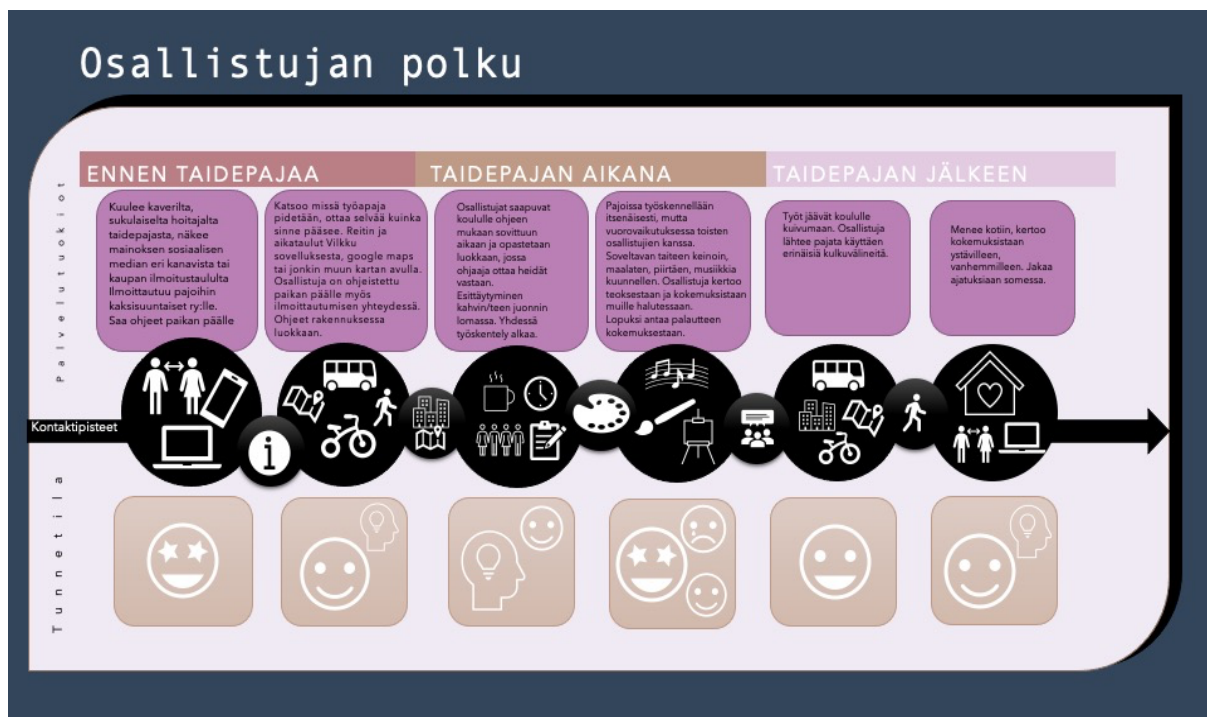 Osallistujan polku
ENNEN TAIDEPAJAA
TAIDEPAJAN AIKANA
TAIDEPAJAN JÄLKEEN
Palvelutuokiot
Kuulee kaverilta,
sukulaiselta hoitajalta
taidepajasta, näkee
mainoksen sosiaalisen
median eri kanavista tai
kaupan ilmoitustaululta
Ilmoittautuu pajoihin
kaksisuuntaiset ry:lle.
Saa ohjeet paikan päälle
Katsoo missä työapaja
pidetään, ottaa selvää kuinka
sinne pääsee. Reitin ja
aikataulut Vilkku
sovelluksesta, google maps
tai jonkin muun kartan avulla.
Osallistuja on ohjeistettu
paikan päälle myös
ilmoittautumisen yhteydessä.
Ohjeet rakennuksessa
luokkaan.
Osallistujat saapuvat
koululle ohjeen
mukaan sovittuun
aikaan ja opastetaan
luokkaan, jossa
ohjaaja ottaa heidät
vastaan.
Esittäytyminen
kahvin/teen juonnin
lomassa. Yhdessä
työskentely alkaa.
Pajoissa työskennellään
itsenäisesti, mutta
vuorovaikutuksessa toisten
osallistujien kanssa.
Soveltavan taiteen keinoin,
maalaten, piirtäen, musiikkia
kuunnellen. Osallistuja kertoo
teoksestaan ja kokemuksistaan
muille halutessaan.
Lopuksi antaa palautteen
kokemuksestaan.
Työt jäävät koululle
kuivumaan. Osallistuja
lähtee pajata käyttäen
erinäisiä kulkuvälineitä.
Menee kotiin, kertoo
kokemuksistaan
ystävilleen,
vanhemmilleen. Jakaa
ajatuksiaan somessa.
Kontaktipisteet
i
Tunnetila